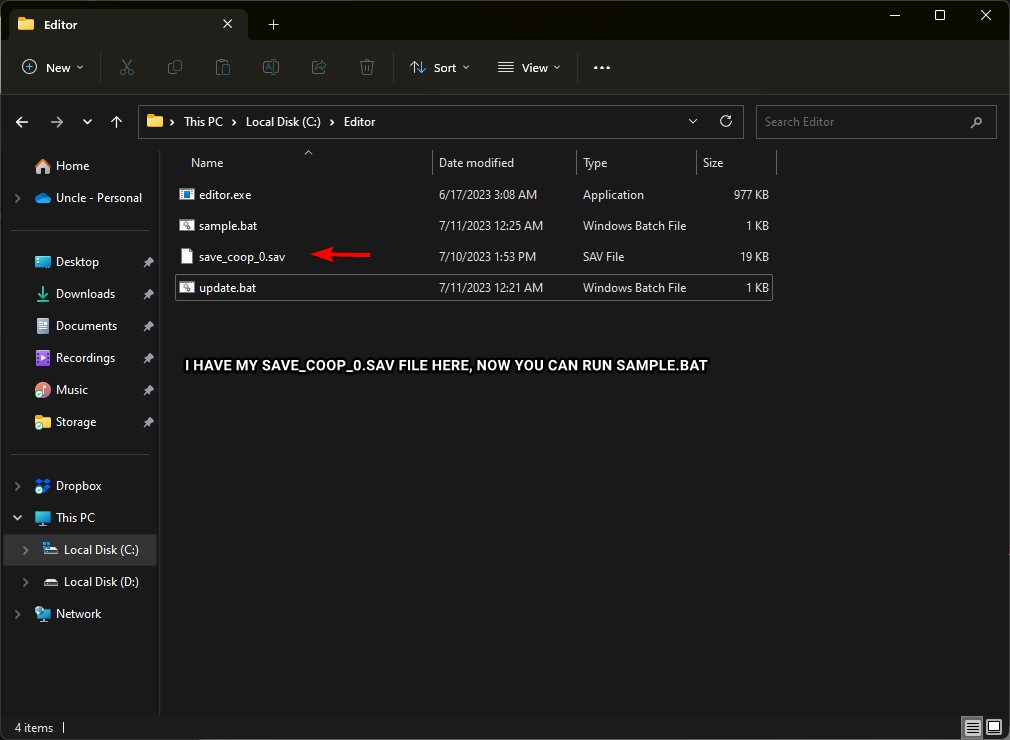 Editor
New
Sort
View
This PC
Local Disk (C:)
Editor
Search Editor
Name
Date modified
Type
Size
Home
Uncle - Personal
Desktop
Downloads
Documents
Recordings
Music
Storage
Dropbox
This PC
Local Disk (C:)
Local Disk (D:)
Network
editor.exe 6/17/2023 3:08 AM Application 977 KB
sample.bat 7/11/2023 12:25 AM Windows Batch File 1 KB
save_coop_0.sav 7/10/2023 1:53 PM SAV File 19 KB
update.bat 7/11/2023 12:21 AM Windows Batch File 1 KB
I HAVE MY SAVE_COOP_0.SAV FILE HERE, NOW YOU CAN RUN SAMPLE.BAT
4 items